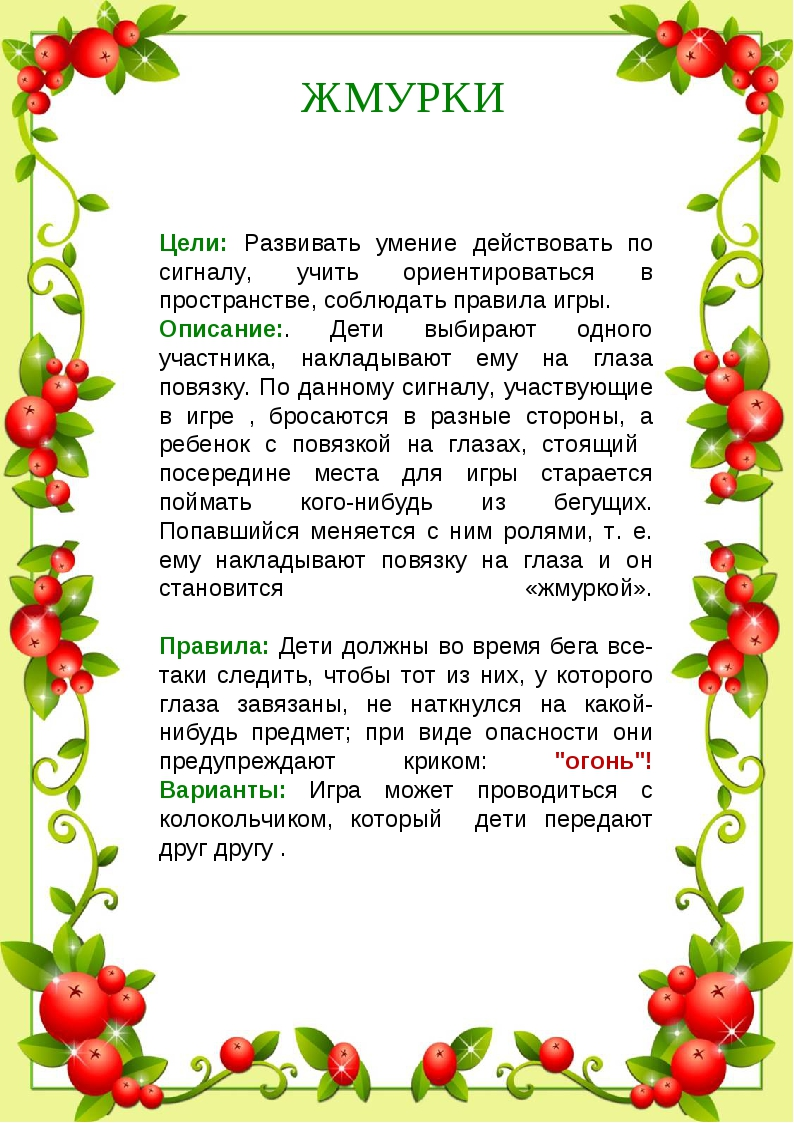 ЖМУРКИ
Цели: Развивать умение действовать по
сигналу, учить ориентироваться в
пространстве, соблюдать правила игры.
Описание:. Дети выбирают одного
участника, накладывают ему на глаза
повязку. По данному сигналу, участвующие
в игре , бросаются в разные стороны, а
ребенок с повязкой на глазах, стоящий
посередине места для игры старается
поймать кого-нибудь из бегущих.
Попавшийся меняется с ним ролями, т. е.
ему накладывают повязку на глаза и он
становится «жмуркой».
Правила: Дети должны во время бега все-
таки следить, чтобы тот из них, у которого
глаза завязаны, не наткнулся на какой-
нибудь предмет; при виде опасности они
предупреждают криком: "огонь"!
Варианты: Игра может проводиться с
колокольчиком, который дети передают
друг другу .